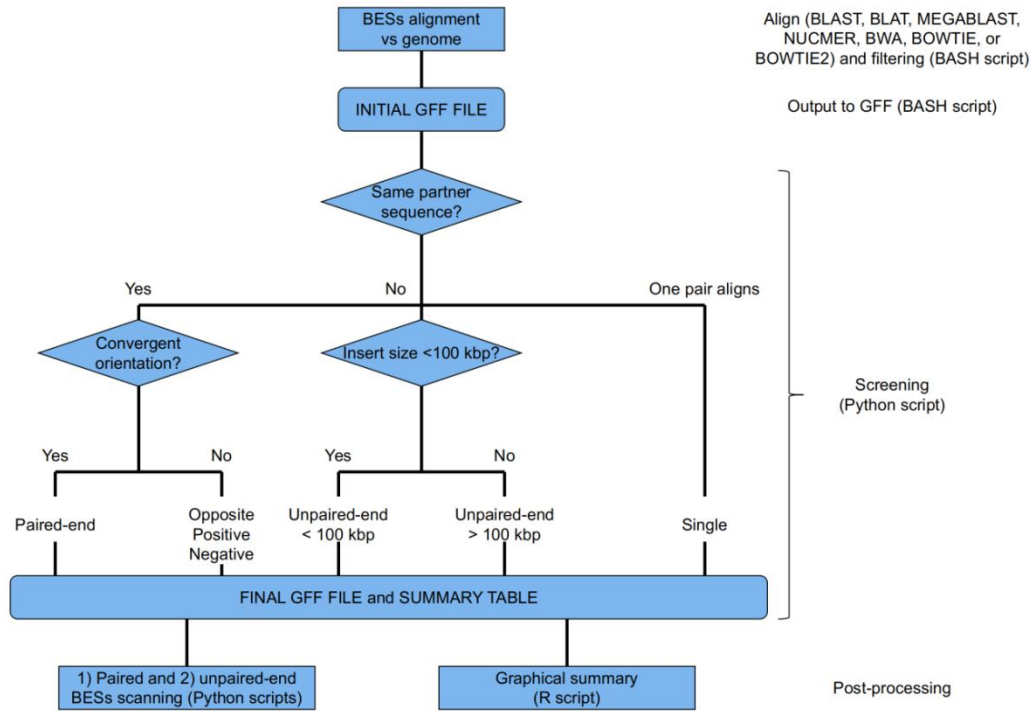 BESs alignment
vs genome
Align (BLAST, BLAT, MEGABLAST,
NUCMER, BWA, BOWTIE, or
BOWTIE2) and filtering (BASH script)
INITIAL GFF FILE
Output to GFF (BASH script)
Same partner
sequence?
Yes
No
One pair aligns
Convergent
orientation?
Insert size <100 kbp?
Screening
(Python script)
Yes
No
Yes
No
Paired-end
Opposite
Positive
Negative
Unpaired-end
< 100 kbp
Unpaired-end
> 100 kbp
Single
FINAL GFF FILE and SUMMARY TABLE
1) Paired and 2) unpaired-end
BESs scanning (Python scripts)
Graphical summary
(R script)
Post-processing